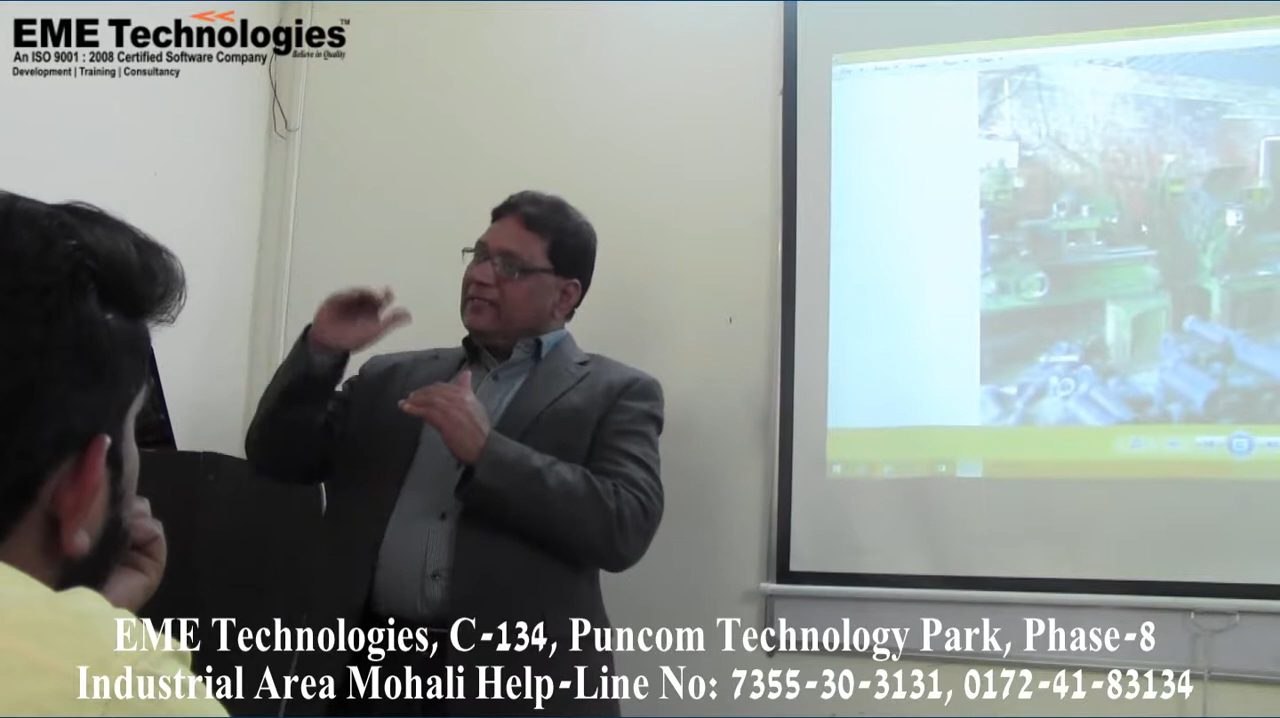 EME Technologies™
Believe in Quality
An ISO 9001 : 2008 Certified Software Company
Development | Training | Consultancy
EME Technologies, C-134, Puncom Technology Park, Phase-8
Industrial Area Mohali Help-Line No: 7355-30-3131, 0172-41-83134